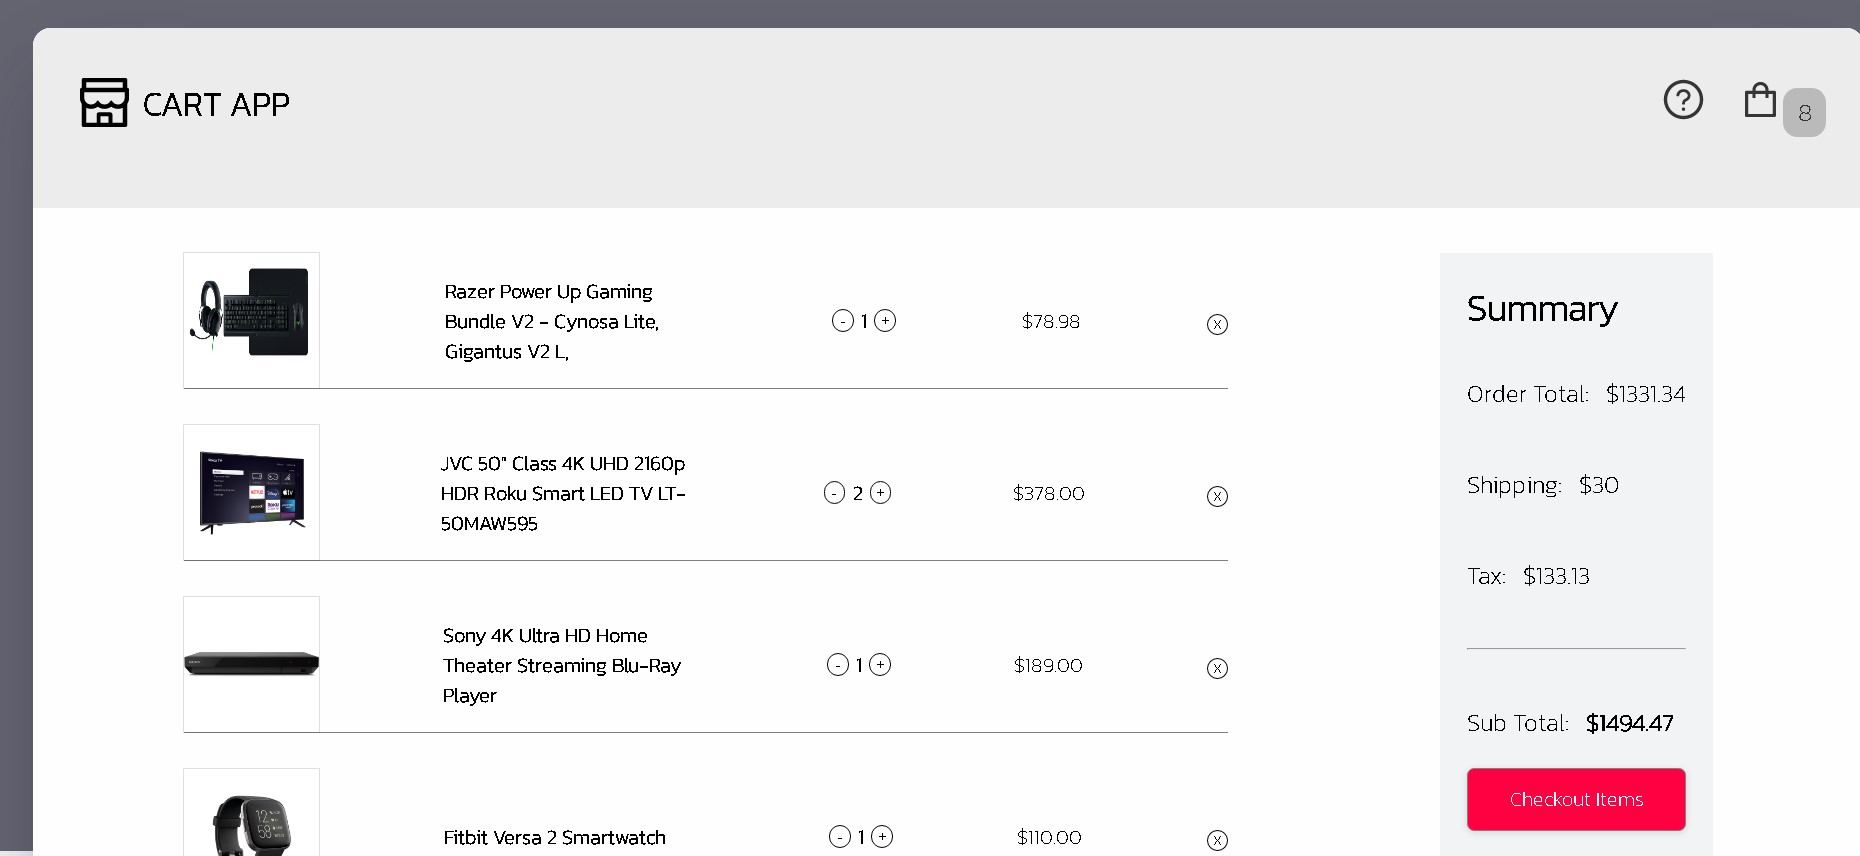 CART APP
8
Razer Power Up Gaming
Bundle V2 - Cynosa Lite,
Gigantus V2 L,
- 1 +
$78.98
X
JVC 50" Class 4K UHD 2160p
HDR Roku Smart LED TV LT-
50MAW595
- 2 +
$378.00
X
Sony 4K Ultra HD Home
Theater Streaming Blu-Ray
Player
- 1 +
$189.00
X
Fitbit Versa 2 Smartwatch
- 1 +
$110.00
X
Summary
Order Total: $1331.34
Shipping: $30
Tax: $133.13
Sub Total: $1494.47
Checkout Items